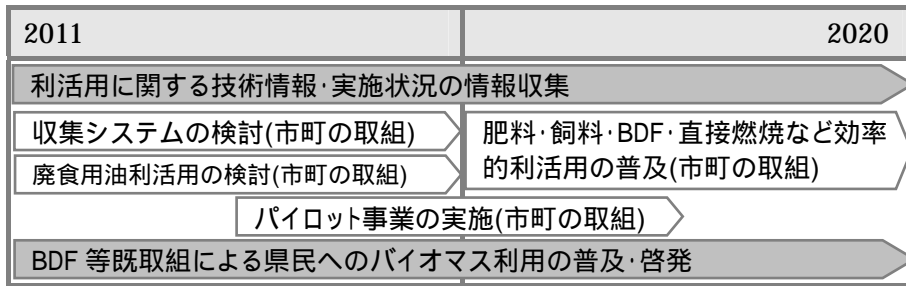 2011 2020
利活用に関する技術情報･実施状況の情報収集
収集システムの検討(市町の取組)
廃食用油利活用の検討(市町の取組)
肥料･飼料･BDF･直接燃焼など効率
的利活用の普及(市町の取組)
パイロット事業の実施(市町の取組)
BDF 等既取組による県民へのバイオマス利用の普及･啓発